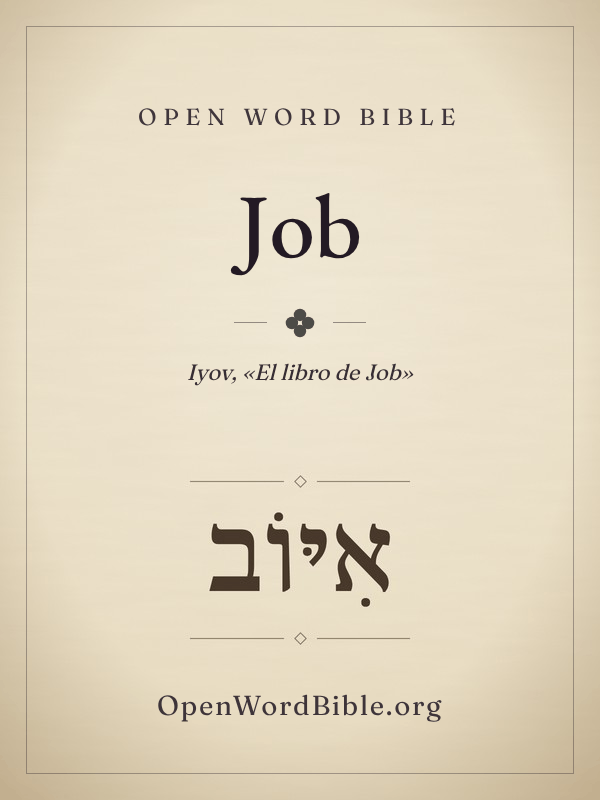 OPEN WORD BIBLE
Job
Iyov, «El libro de Job»
אִיּוֹב
OpenWordBible.org